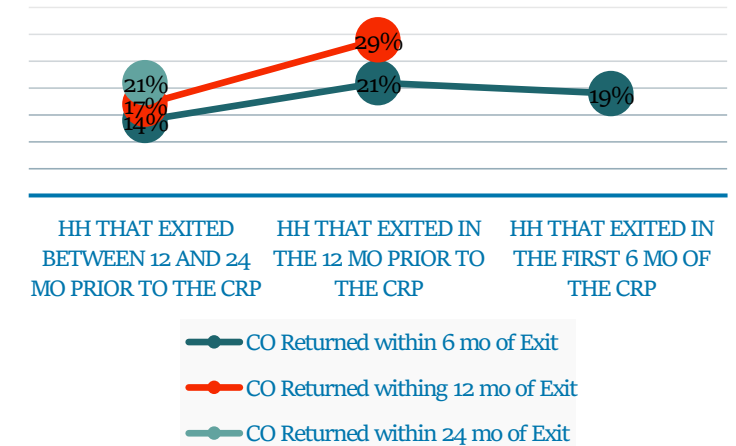 29%
21%
21%
19%
17%
14%
HH THAT EXITED BETWEEN 12 AND 24 MO PRIOR TO THE CRP
HH THAT EXITED IN THE 12 MO PRIOR TO THE CRP
HH THAT EXITED IN THE FIRST 6 MO OF THE CRP
CO Returned within 6 mo of Exit
CO Returned withing 12 mo of Exit
CO Returned within 24 mo of Exit